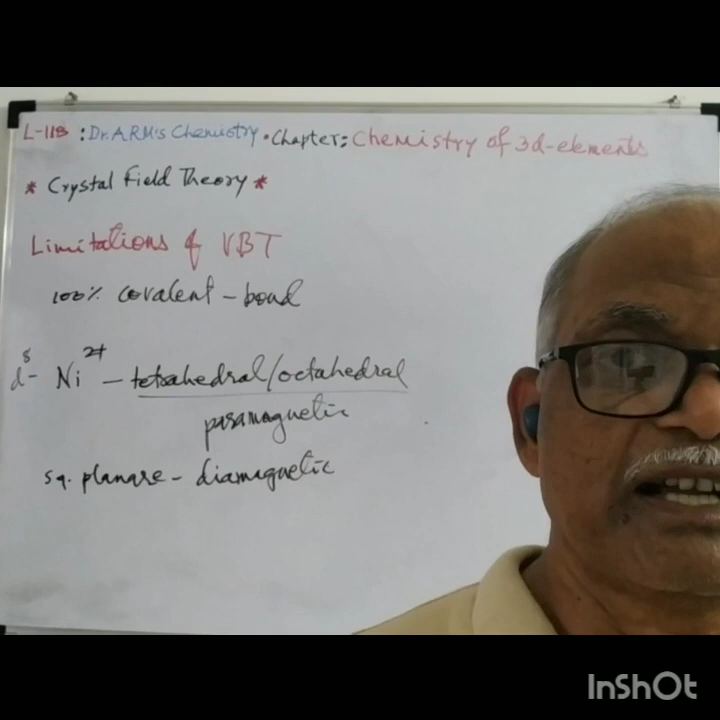 L-118 : Dr. ARM's Chemistry • Chapter: Chemistry of 3d-elements
* Crystal Field Theory *
Limitations of VBT
100% covalent - bond
d⁸- Ni²⁺ - tetrahedral/octahedral
paramagnetic
sq. planare - diamagnetic
InShOt